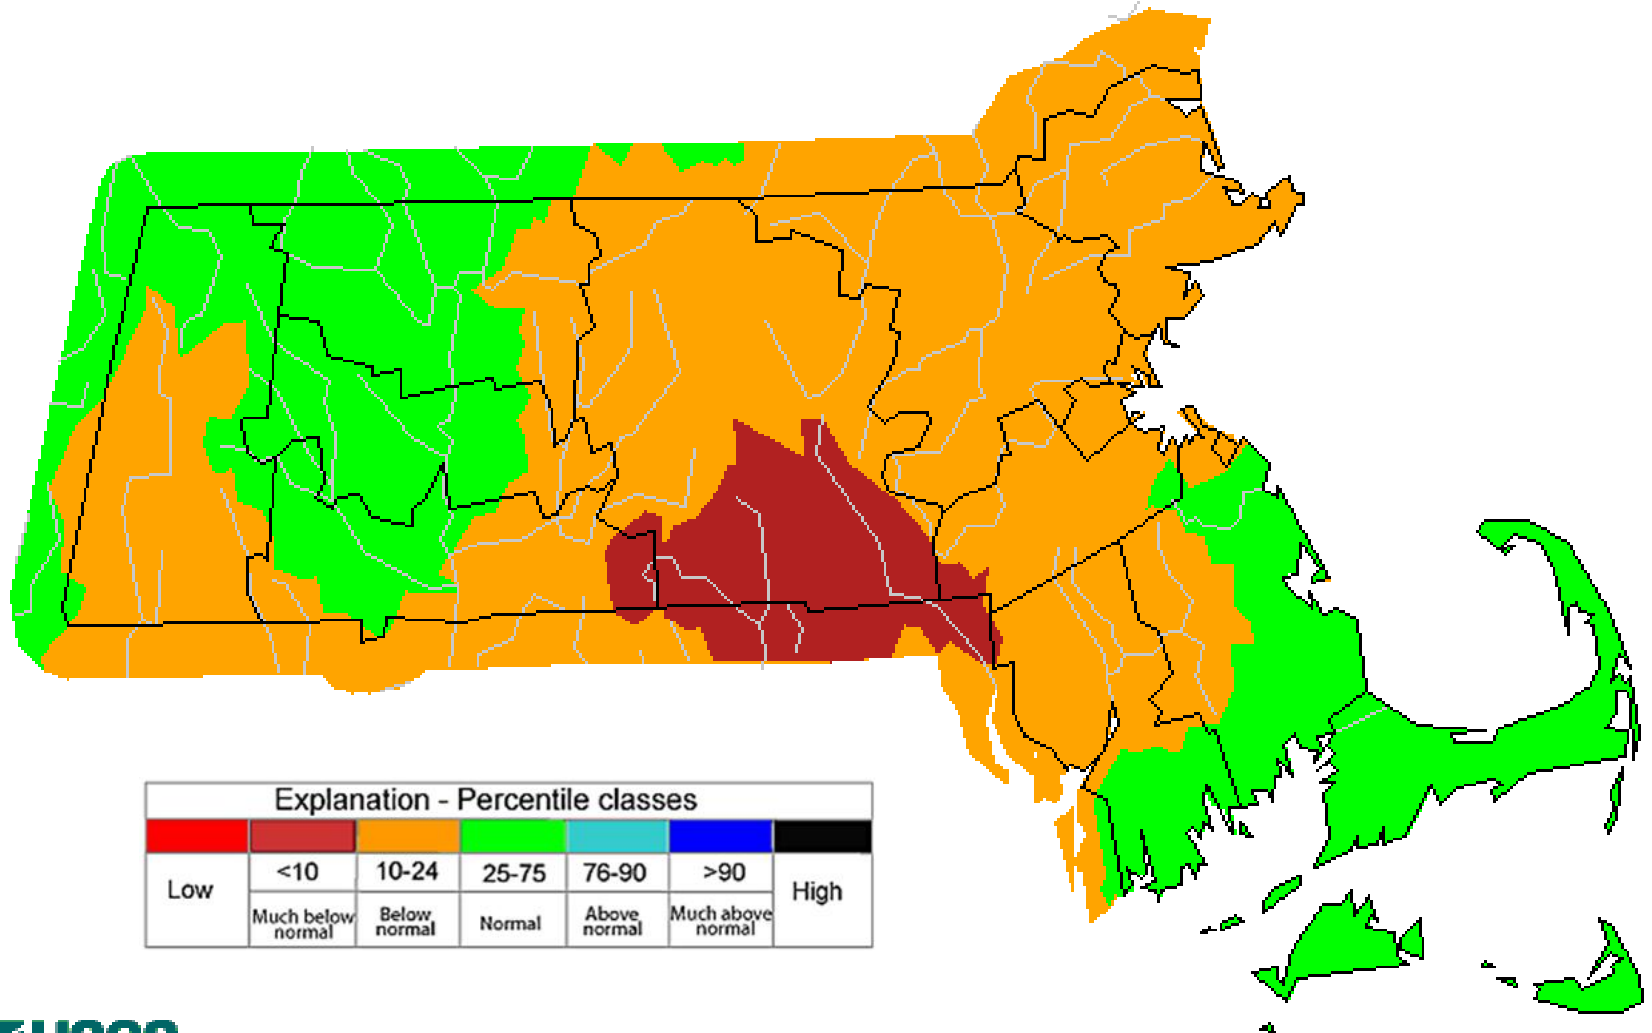 Explanation - Percentile classes
Low
<10
10-24
25-75
76-90
>90
High
Much below
normal
Below
normal
Normal
Above
normal
Much above
normal